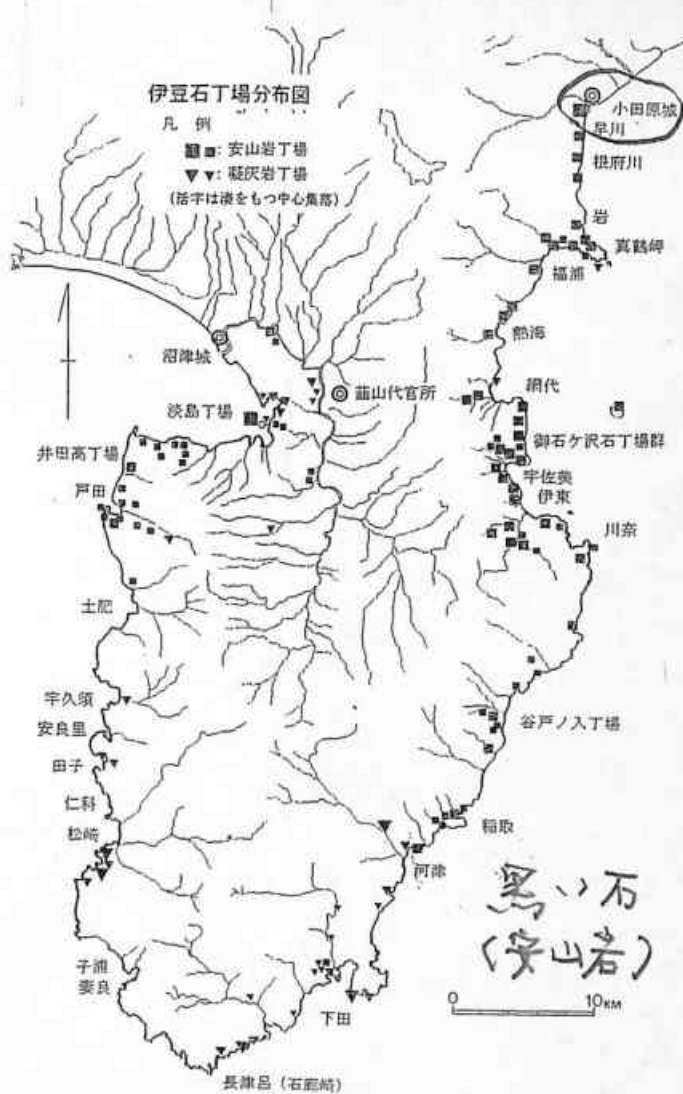 伊豆石丁場分布図
凡 例
: 安山岩丁場
: 凝灰岩丁場
(活字は湊をもつ中心集落)
小田原城
早川
根府川
岩
真鶴岬
福浦
熱海
網代
御石ケ沢石丁場群
宇佐美
伊東
川奈
谷戸ノ入丁場
稲取
河津
沼津城
韮山代官所
淡島丁場
井田高丁場
戸田
土肥
宇久須
安良里
田子
仁科
松崎
子浦
妻良
下田
長津呂(石廊崎)
黒い石
(安山岩)
0 10KM